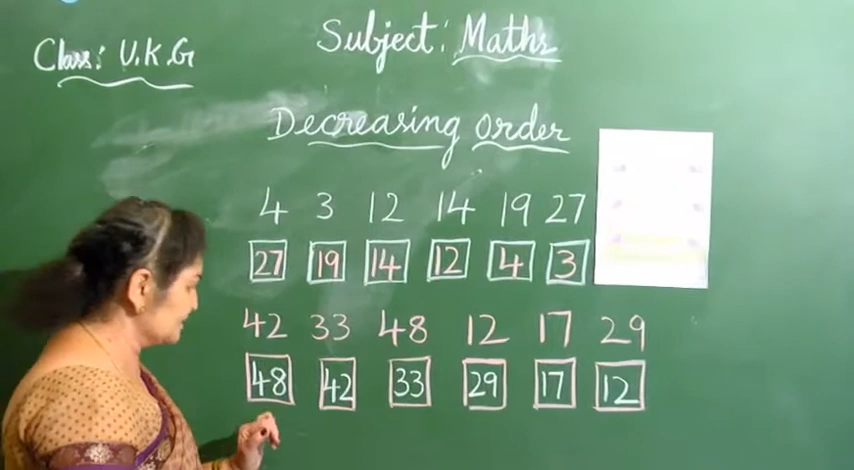 Class: U.K.G
Subject: Maths
Decreasing order
4 3 12 14 19 27
27 19 14 12 4 3
42 33 48 12 17 29
48 42 33 29 17 12